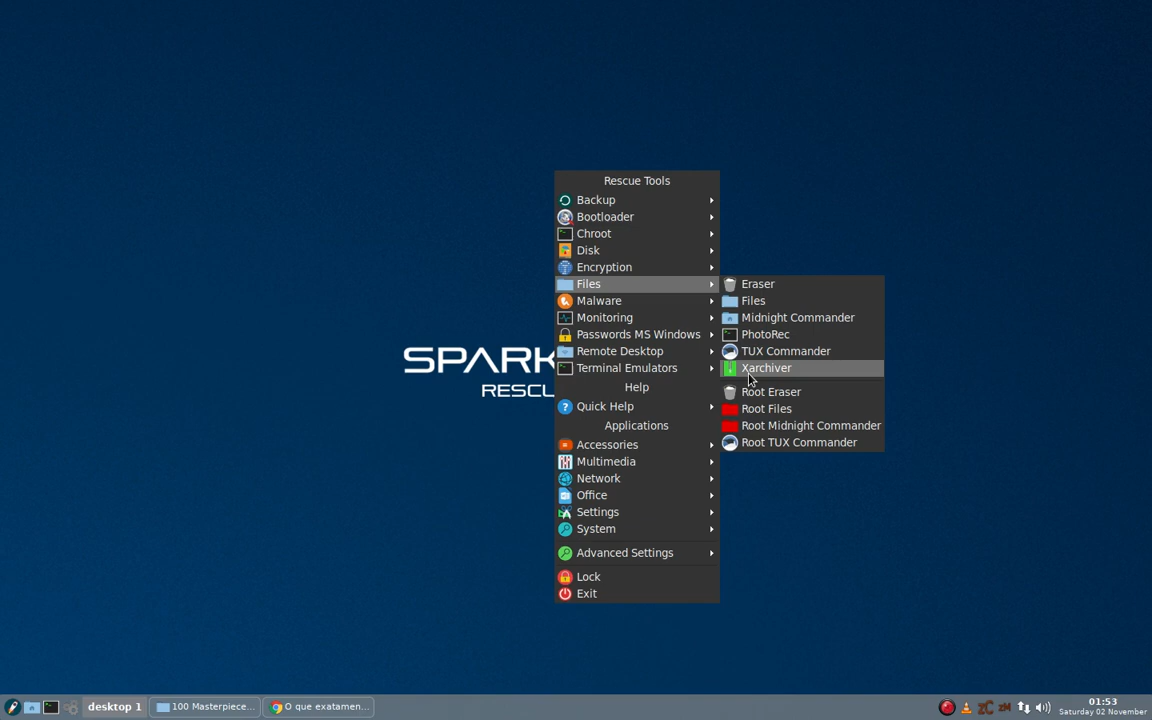 Rescue Tools
Backup
Bootloader
Chroot
Disk
Encryption
Files
Malware
Monitoring
Passwords MS Windows
Remote Desktop
Terminal Emulators
Help
Quick Help
Applications
Accessories
Multimedia
Network
Office
Settings
System
Advanced Settings
Lock
Exit
Eraser
Files
Midnight Commander
PhotoRec
TUX Commander
Xarchiver
Root Eraser
Root Files
Root Midnight Commander
Root TUX Commander
SPARK
RESCU
desktop 1
100 Masterpiece...
O que exatamen...
01:53
Saturday 02 November